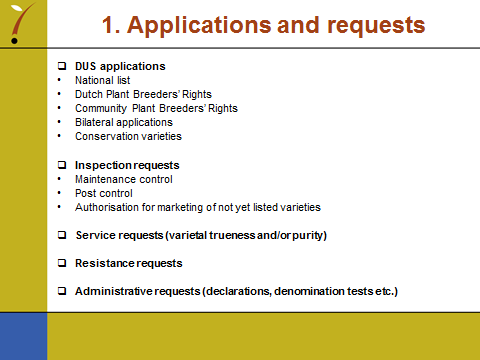 1. Applications and requests
❑ DUS applications
• National list
• Dutch Plant Breeders' Rights
• Community Plant Breeders' Rights
• Bilateral applications
• Conservation varieties
❑ Inspection requests
• Maintenance control
• Post control
• Authorisation for marketing of not yet listed varieties
❑ Service requests (varietal trueness and/or purity)
❑ Resistance requests
❑ Administrative requests (declarations, denomination tests etc.)